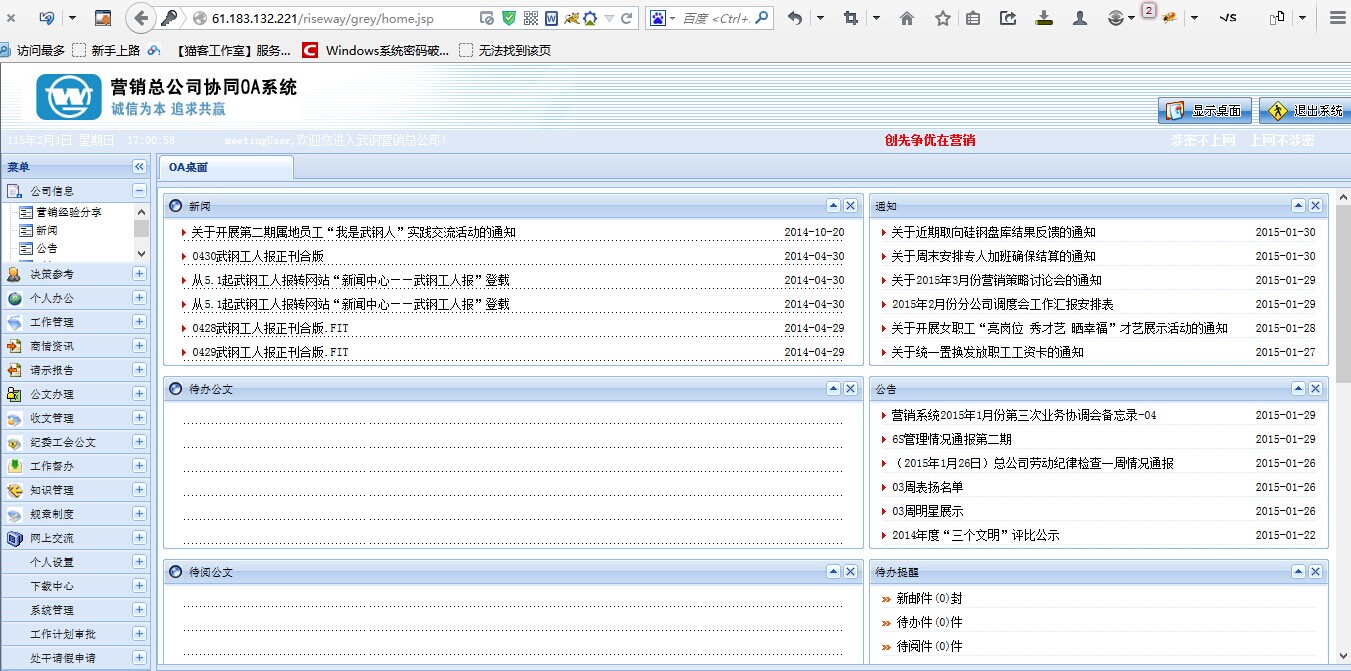 61.183.132.221/riseway/grey/home.jsp
百度 <Ctrl+.
2
访问最多 新手上路 【猫客工作室】服务... Windows系统密码破... 无法找到该页
营销总公司协同OA系统
诚信为本 追求共赢
显示桌面 退出系统
115年2月1日 星期日 17:00:58 meetingUser,欢迎您进入武钢营销总公司! 创先争优在营销 涉密不上网 上网不涉密
菜单
公司信息
营销经验分享
新闻
公告
决策参考
个人办公
工作管理
商情资讯
请示报告
公文办理
收文管理
纪委工会公文
工作督办
知识管理
规章制度
网上交流
个人设置
下载中心
系统管理
工作计划审批
处干请假申请
OA桌面
新闻
关于开展第二期属地员工“我是武钢人”实践交流活动的通知 2014-10-20
0430武钢工人报正刊合版 2014-04-30
从5.1起武钢工人报转网站“新闻中心——武钢工人报”登载 2014-04-30
从5.1起武钢工人报转网站“新闻中心——武钢工人报”登载 2014-04-30
0428武钢工人报正刊合版.FIT 2014-04-29
0429武钢工人报正刊合版.FIT 2014-04-29
通知
关于近期取向硅钢盘库结果反馈的通知 2015-01-30
关于周末安排专人加班确保结算的通知 2015-01-30
关于2015年3月份营销策略讨论会的通知 2015-01-29
2015年2月份分公司调度会工作汇报安排表 2015-01-29
关于开展女职工“亮岗位 秀才艺 晒幸福”才艺展示活动的通知 2015-01-28
关于统一置换发放职工工资卡的通知 2015-01-27
待办公文
公告
营销系统2015年1月份第三次业务协调会备忘录-04 2015-01-29
6S管理情况通报第二期 2015-01-29
（2015年1月26日）总公司劳动纪律检查一周情况通报 2015-01-26
03周表扬名单 2015-01-26
03周明星展示 2015-01-26
2014年度“三个文明”评比公示 2015-01-22
待阅公文
待办提醒
新邮件(0)封
待办件(0)件
待阅件(0)件